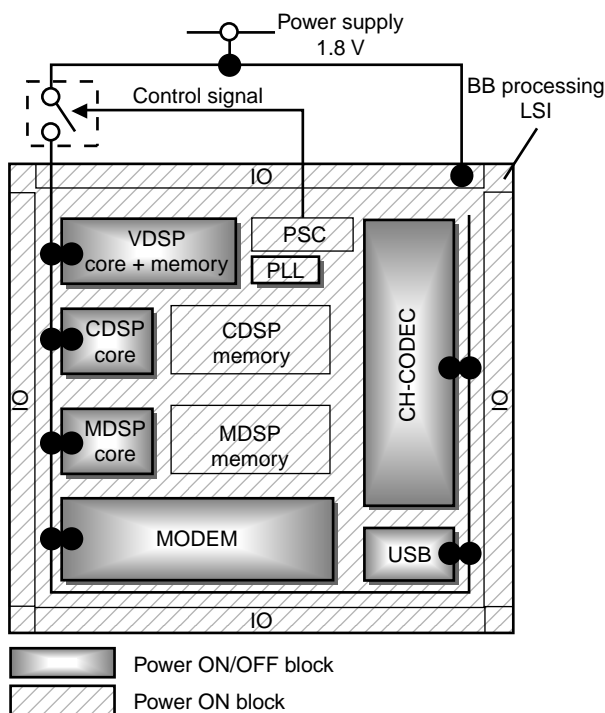 Power supply
1.8 V
Control signal
BB processing
LSI
IO
VDSP
core + memory
PSC
PLL
CDSP
core
CDSP
memory
CH-CODEC
IO
IO
MDSP
core
MDSP
memory
MODEM
USB
IO
Power ON/OFF block
Power ON block